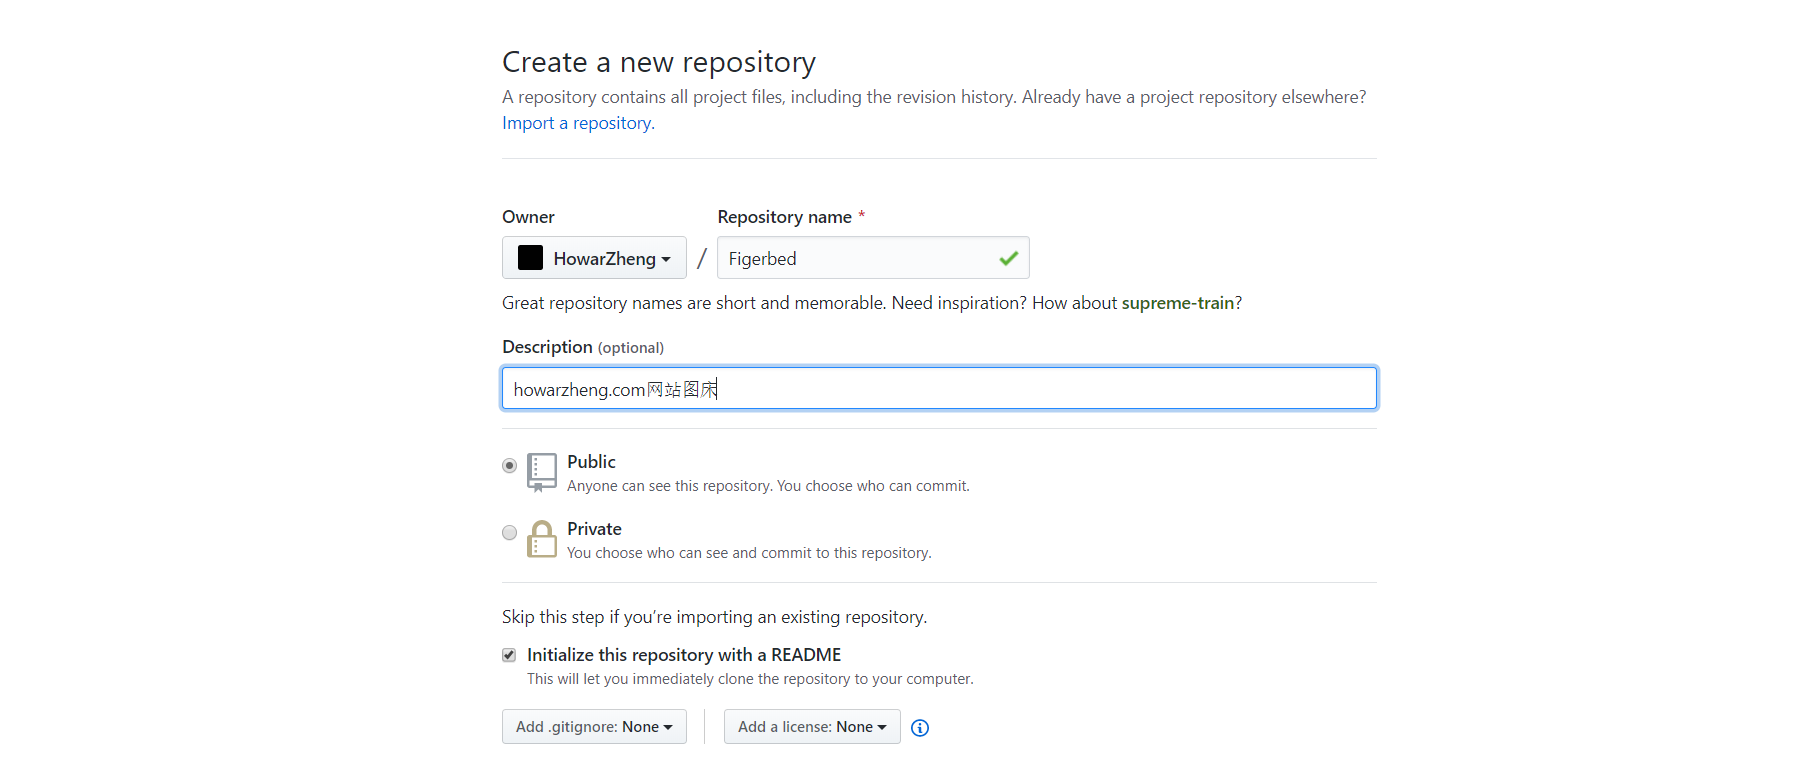 Create a new repository
A repository contains all project files, including the revision history. Already have a project repository elsewhere?
Import a repository.
Owner
Repository name *
HowarZheng
/
Figerbed
Great repository names are short and memorable. Need inspiration? How about supreme-train?
Description (optional)
howarzheng.com网站图床
Public
Anyone can see this repository. You choose who can commit.
Private
You choose who can see and commit to this repository.
Skip this step if you’re importing an existing repository.
Initialize this repository with a README
This will let you immediately clone the repository to your computer.
Add .gitignore: None
Add a license: None